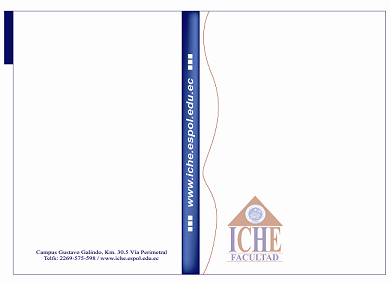 Campus Gustavo Galindo, Km. 30.5 Vía Perimetral
Telfs: 2269-575-598 / www.iche.espol.edu.ec
www.iche.espol.edu.ec
ICHE
FACULTAD